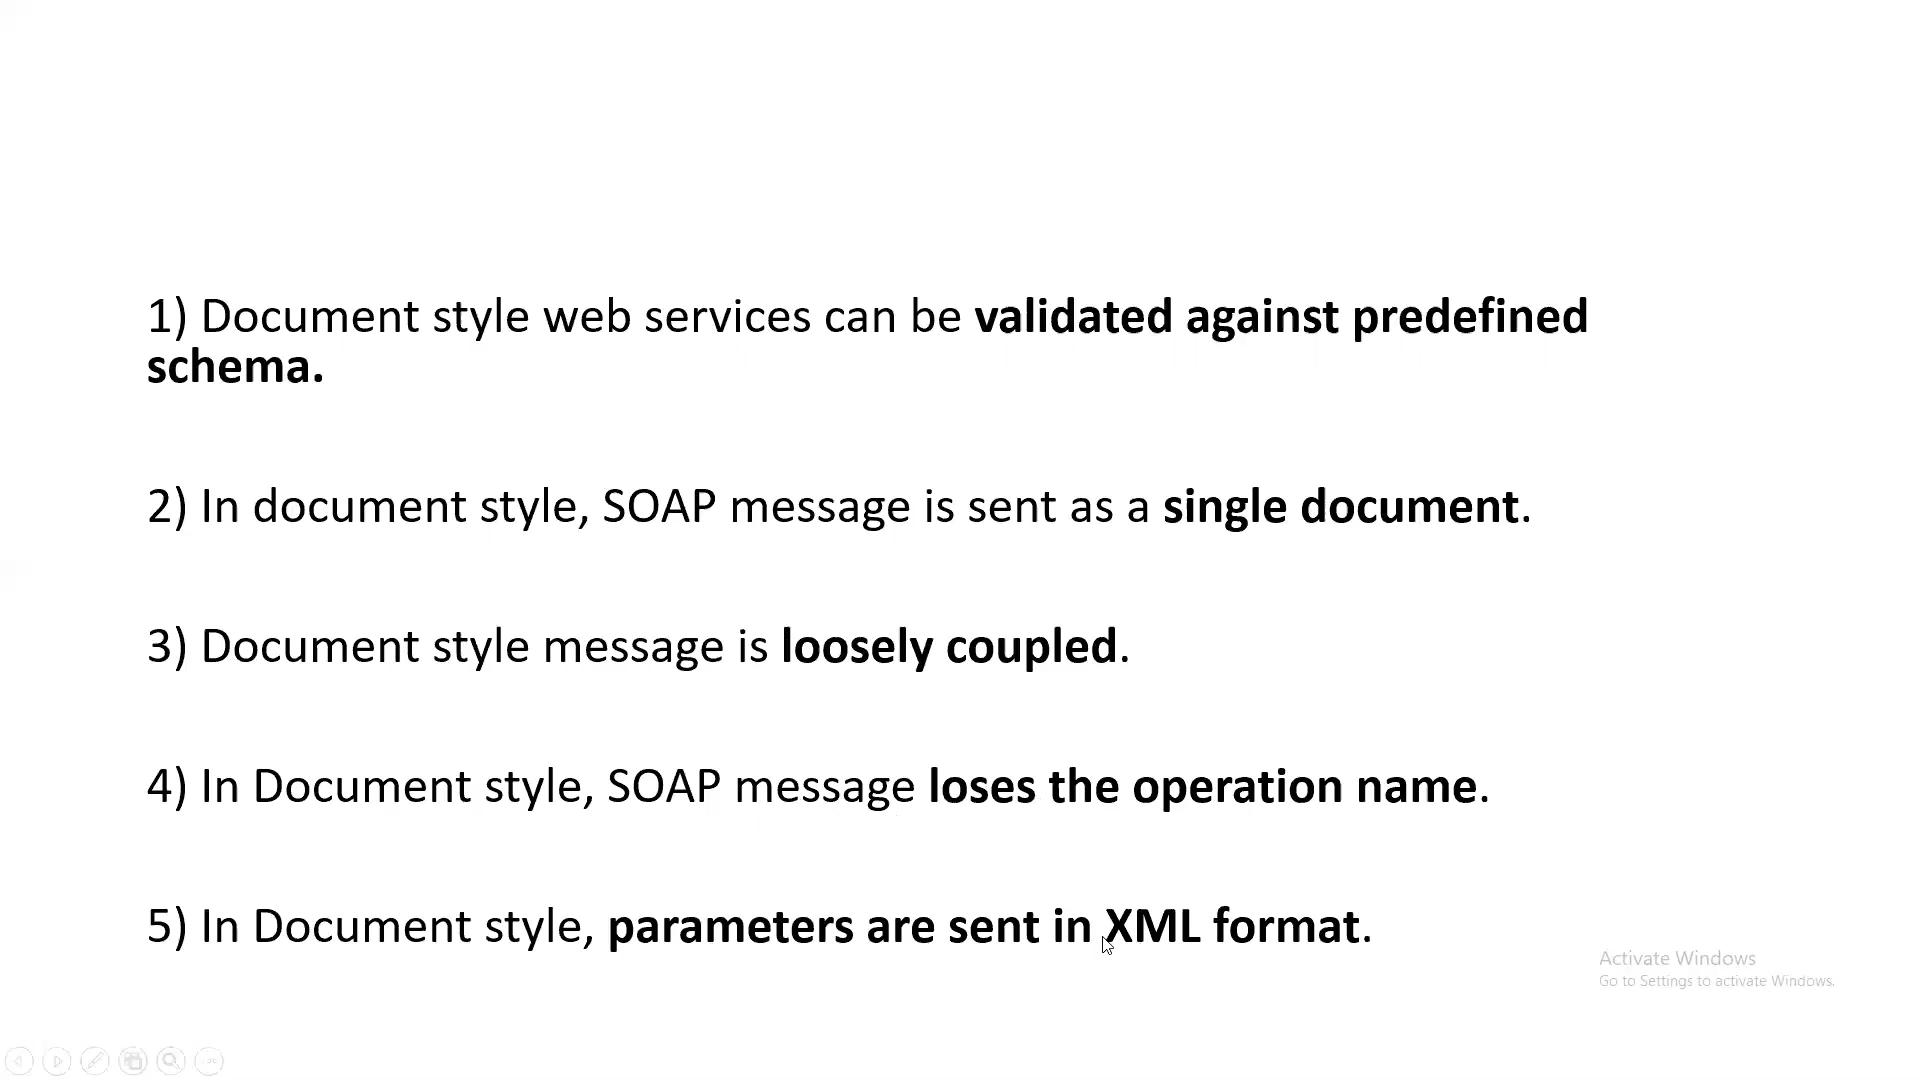 1) Document style web services can be validated against predefined
schema.
2) In document style, SOAP message is sent as a single document.
3) Document style message is loosely coupled.
4) In Document style, SOAP message loses the operation name.
5) In Document style, parameters are sent in XML format.
Activate Windows
Go to Settings to activate Windows.